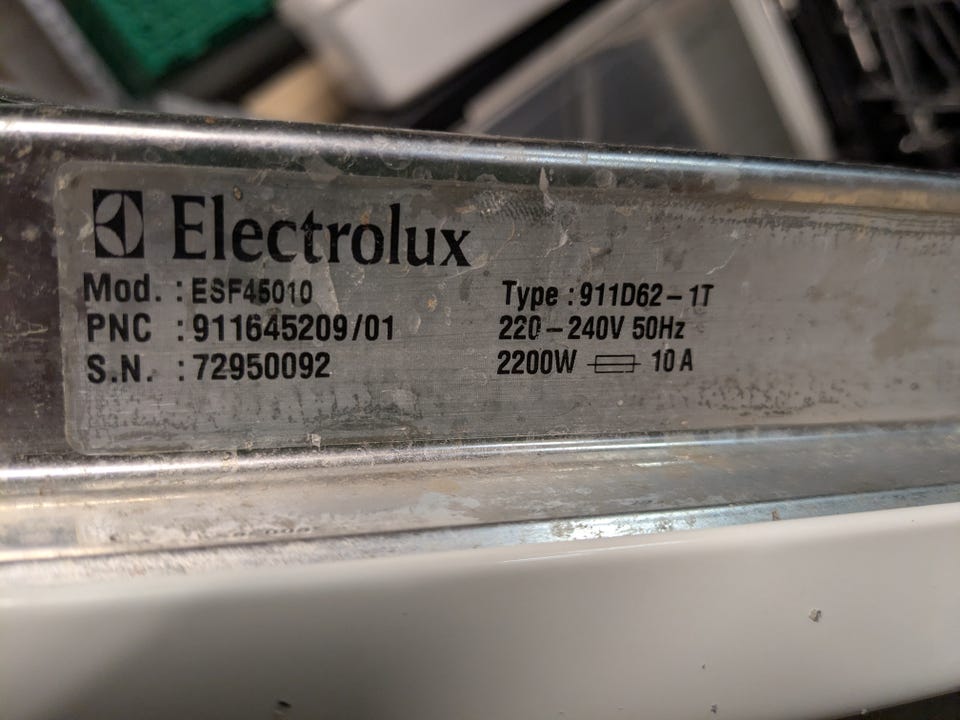 Electrolux
Mod. : ESF45010
Type : 911D62-1T
PNC : 911645209/01
220-240V 50Hz
S.N. : 72950092
2200W 10 A